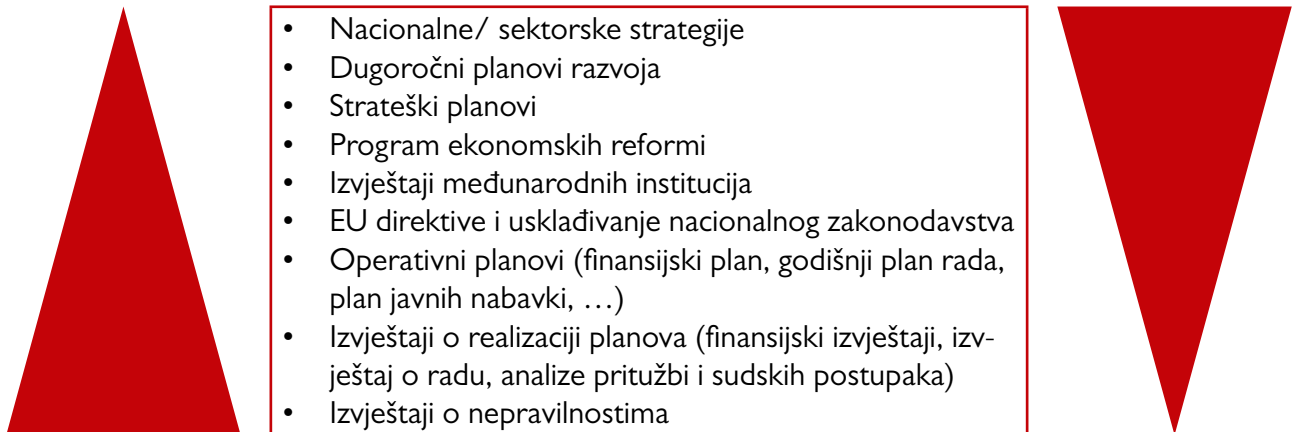 • Nacionalne/ sektorske strategije
• Dugoročni planovi razvoja
• Strateški planovi
• Program ekonomskih reformi
• Izvještaji međunarodnih institucija
• EU direktive i usklađivanje nacionalnog zakonodavstva
• Operativni planovi (finansijski plan, godišnji plan rada,
plan javnih nabavki, …)
• Izvještaji o realizaciji planova (finansijski izvještaji, izv-
ještaj o radu, analize pritužbi i sudskih postupaka)
• Izvještaji o nepravilnostima